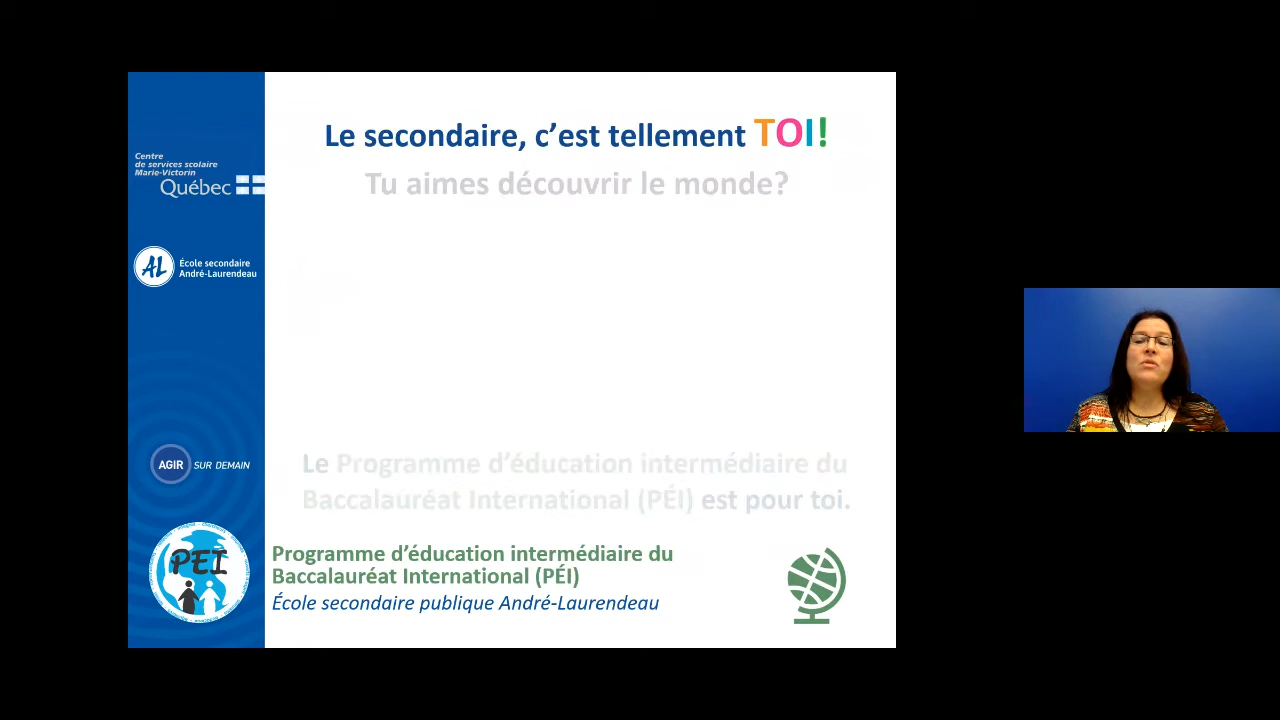 Le secondaire, c'est tellement TOI!
Tu aimes découvrir le monde?
Centre
de services scolaire
Marie-Victorin
Québec
AL
École secondaire
André-Laurendeau
Le Programme d'éducation intermédiaire du
Baccalauréat International (PÉI) est pour toi.
AGIR SUR DEMAIN
PÉI
Programme d'éducation intermédiaire du
Baccalauréat International (PÉI)
École secondaire publique André-Laurendeau